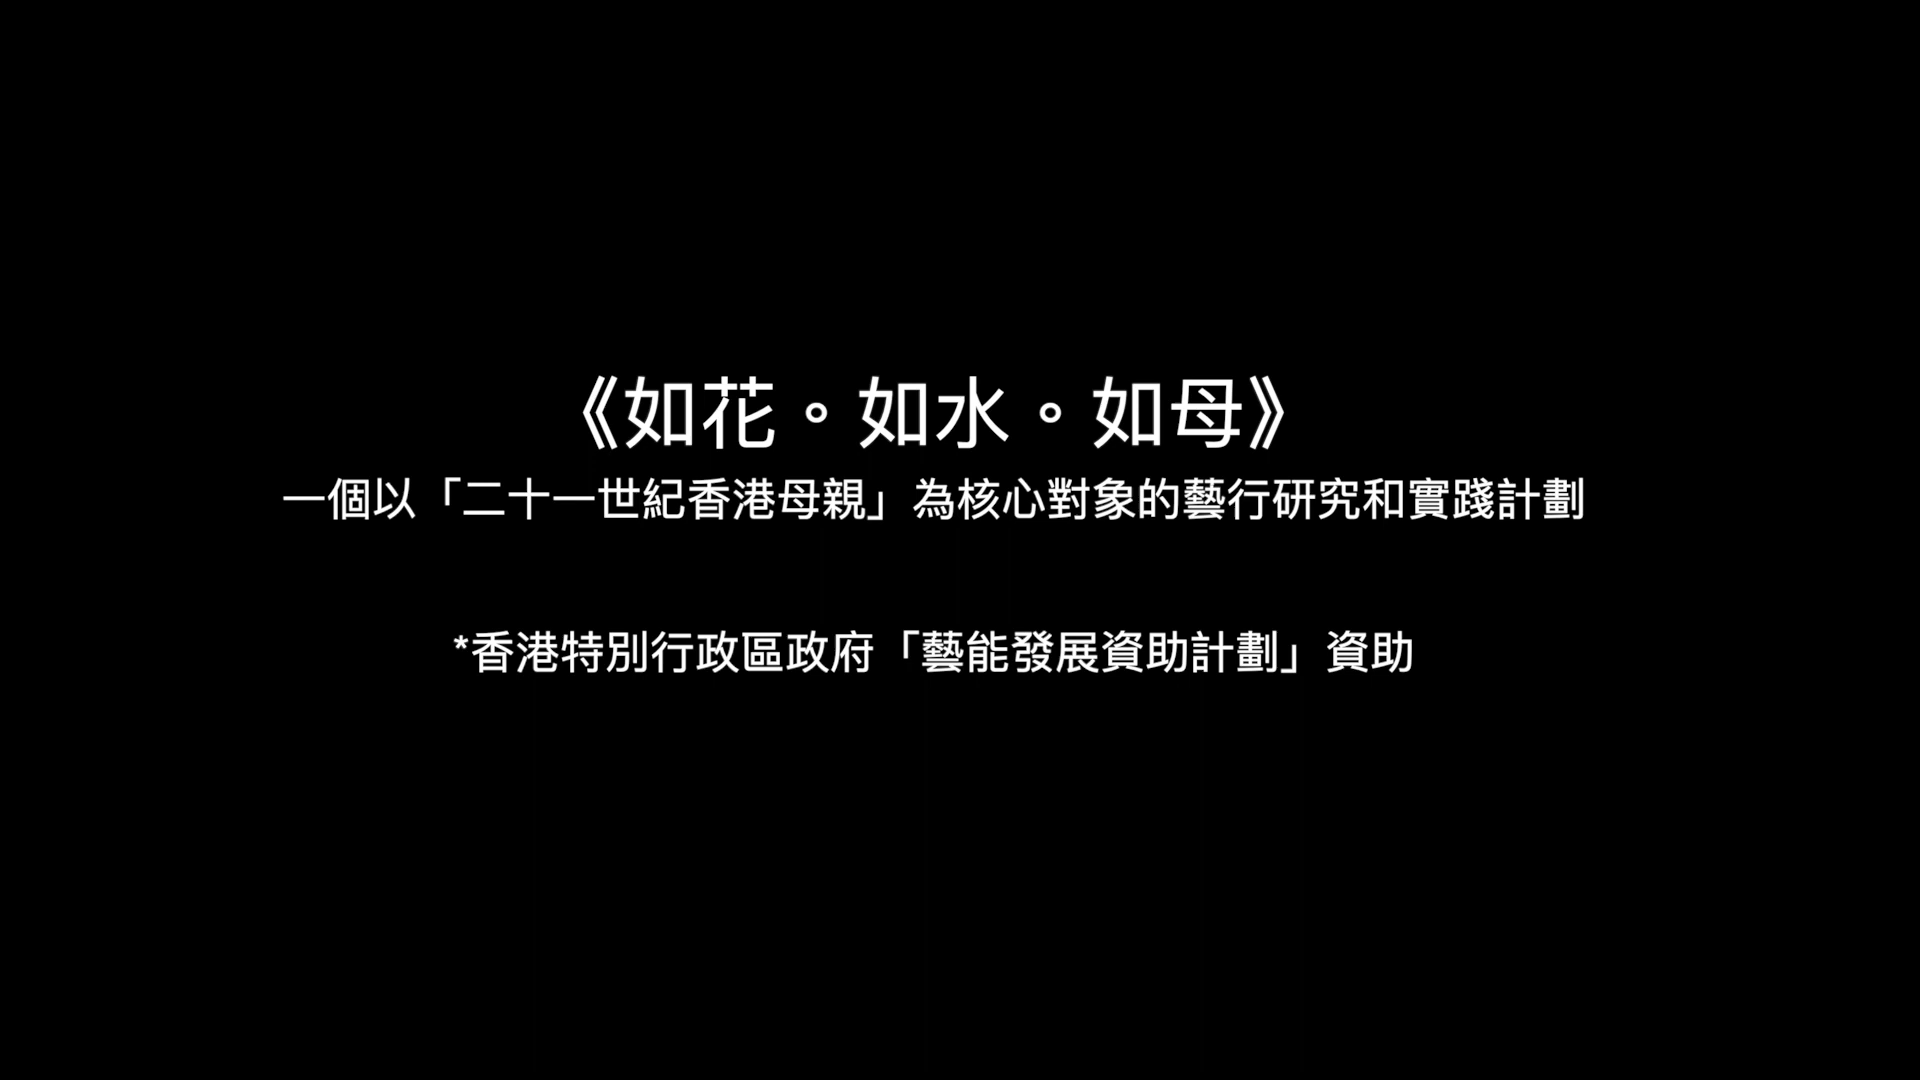 《如花。如水。如母》
一個以「二十一世紀香港母親」為核心對象的藝行研究和實踐計劃
*香港特別行政區政府「藝能發展資助計劃」資助